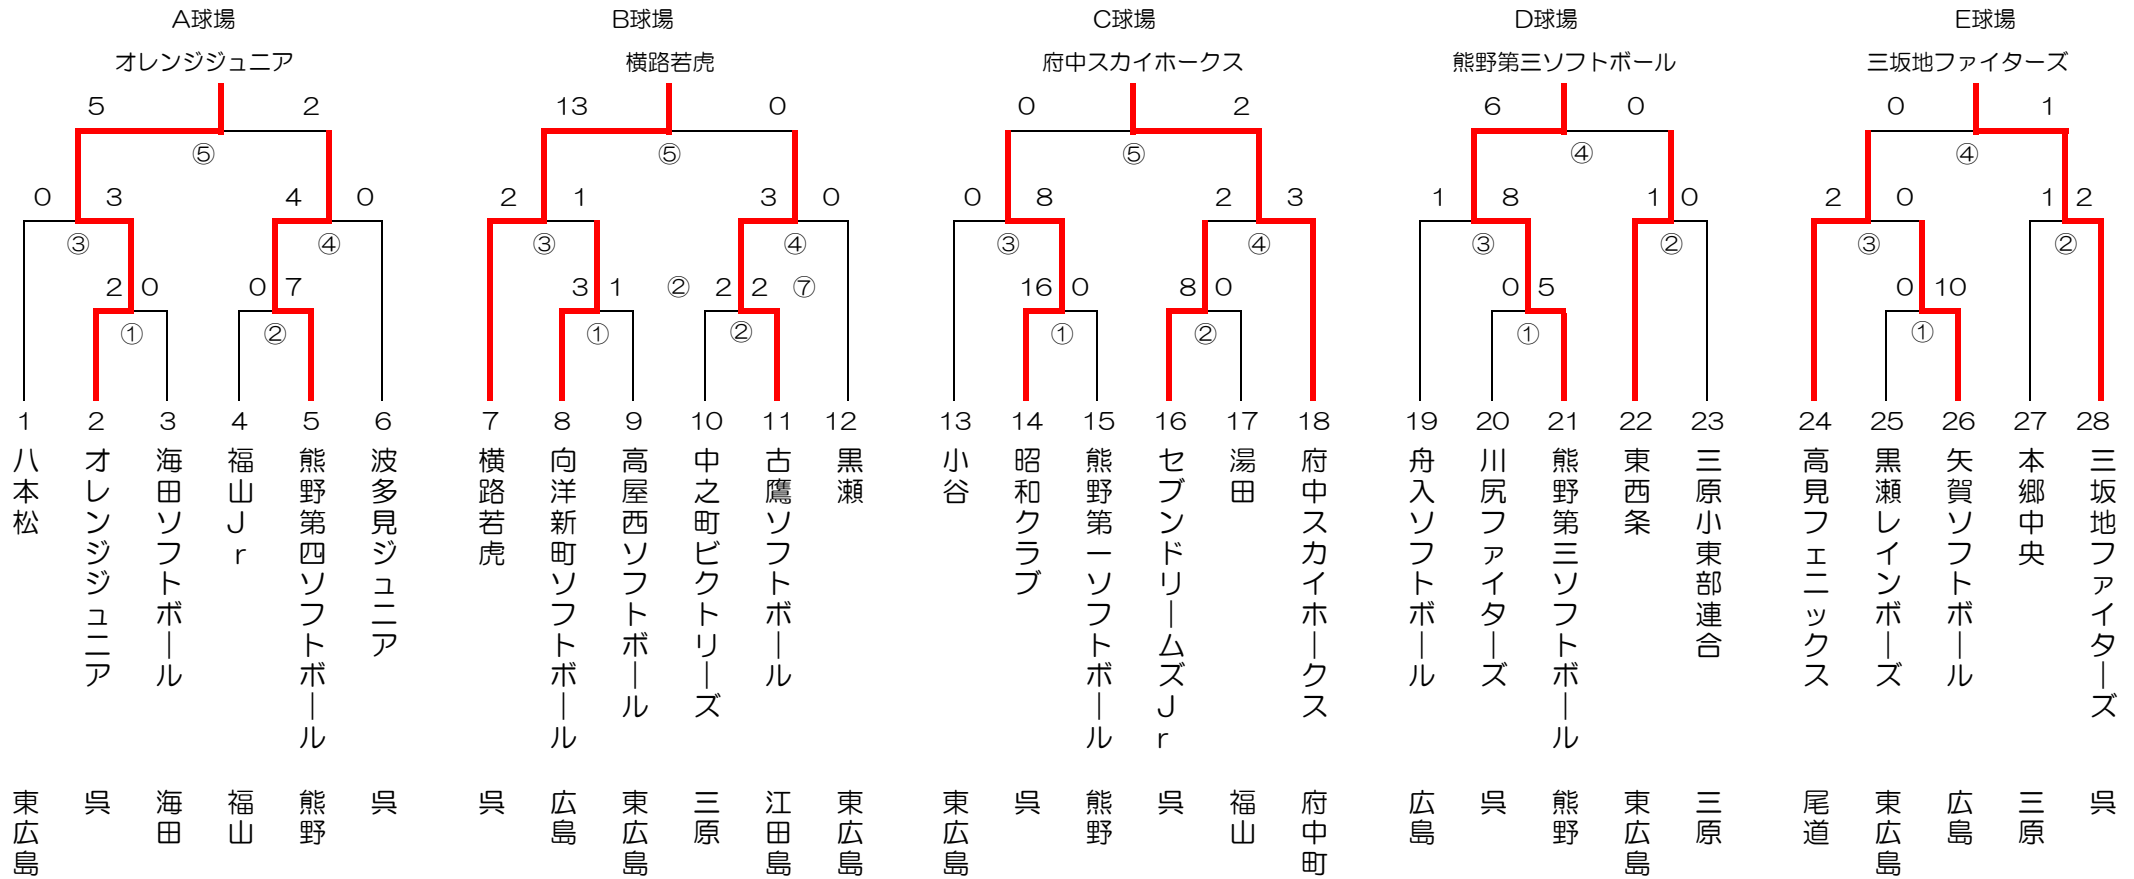 A球場 B球場 C球場 D球場 E球場
オレンジジュニア 横路若虎 府中スカイホークス 熊野第三ソフトボール 三坂地ファイターズ
5 2 13 0 0 2 6 0 0 1
⑤ ⑤ ⑤ ④ ④
0 3 4 0 2 1 3 0 0 8 2 3 1 8 1 0 2 0 1 2
③ ④ ③ ④ ③ ④ ③ ② ③ ②
2 0 0 7 3 1 ② 2 2 ⑦ 16 0 8 0 0 5 0 10
① ② ① ② ① ② ① ①
1 2 3 4 5 6 7 8 9 10 11 12 13 14 15 16 17 18 19 20 21 22 23 24 25 26 27 28
八本松
オレンジジュニア
海田ソフトボール
福山Jr
熊野第四ソフトボール
波多見ジュニア
横路若虎
向洋新町ソフトボール
高屋西ソフトボール
中之町ビクトリーズ
古鷹ソフトボール
黒瀬
小谷
昭和クラブ
熊野第一ソフトボール
セブンドリームズJr
湯田
府中スカイホークス
舟入ソフトボール
川尻ファイターズ
熊野第三ソフトボール
東西条
三原小東部連合
高見フェニックス
黒瀬レインボーズ
矢賀ソフトボール
本郷中央
三坂地ファイターズ
東広島
呉
海田
福山
熊野
呉
呉
広島
東広島
三原
江田島
東広島
東広島
呉
熊野
呉
福山
府中町
広島
呉
熊野
東広島
三原
尾道
東広島
広島
三原
呉